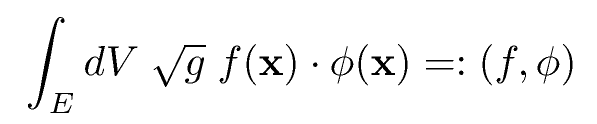 ∫_E dV √g f(𝐱) · ϕ(𝐱) =: (f, ϕ)